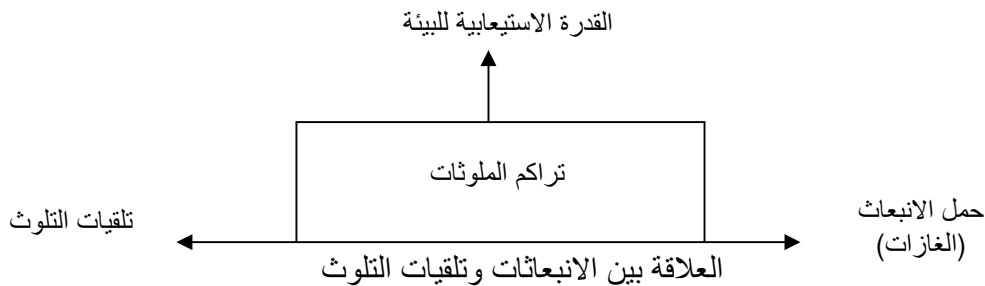 القدرة الاستيعابية للبيئة
تراكم الملوثات
حمل الانبعاث
(الغازات)
تلقيات التلوث
العلاقة بين الانبعاثات وتلقيات التلوث